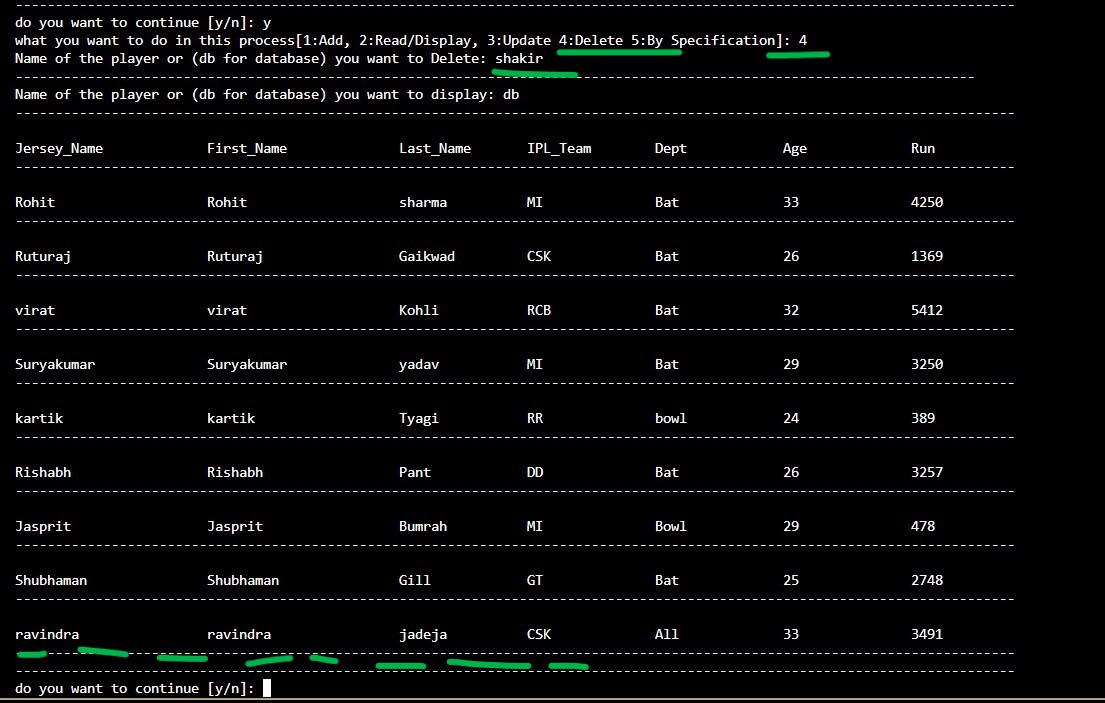 do you want to continue [y/n]: y
what you want to do in this process[1:Add, 2:Read/Display, 3:Update 4:Delete 5:By Specification]: 4
Name of the player or (db for database) you want to Delete: shakir
Name of the player or (db for database) you want to display: db
Jersey_Name First_Name Last_Name IPL_Team Dept Age Run
Rohit Rohit sharma MI Bat 33 4250
Ruturaj Ruturaj Gaikwad CSK Bat 26 1369
virat virat Kohli RCB Bat 32 5412
Suryakumar Suryakumar yadav MI Bat 29 3250
kartik kartik Tyagi RR bowl 24 389
Rishabh Rishabh Pant DD Bat 26 3257
Jasprit Jasprit Bumrah MI Bowl 29 478
Shubhaman Shubhaman Gill GT Bat 25 2748
ravindra ravindra jadeja CSK All 33 3491
do you want to continue [y/n]: